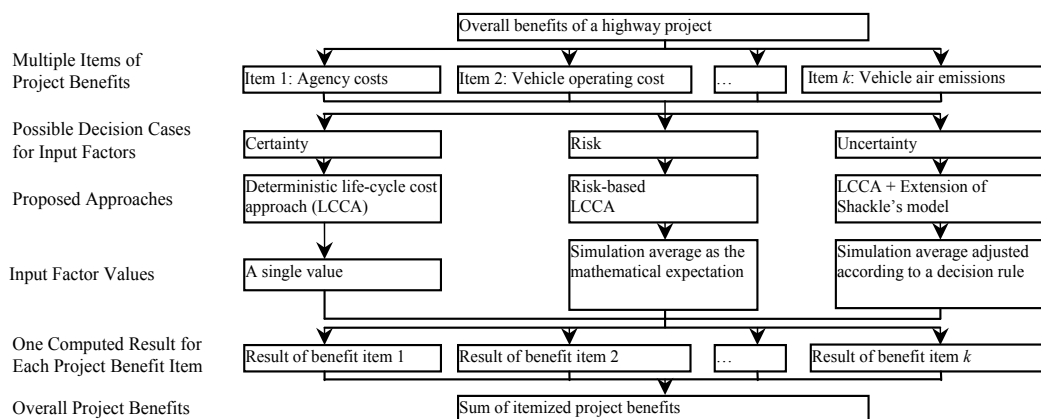 Overall benefits of a highway project
Multiple Items of
Project Benefits
Item 1: Agency costs
Item 2: Vehicle operating cost
…
Item k: Vehicle air emissions
Possible Decision Cases
for Input Factors
Certainty
Risk
Uncertainty
Proposed Approaches
Deterministic life-cycle cost
approach (LCCA)
Risk-based
LCCA
LCCA + Extension of
Shackle's model
Input Factor Values
A single value
Simulation average as the
mathematical expectation
Simulation average adjusted
according to a decision rule
One Computed Result for
Each Project Benefit Item
Result of benefit item 1
Result of benefit item 2
…
Result of benefit item k
Overall Project Benefits
Sum of itemized project benefits